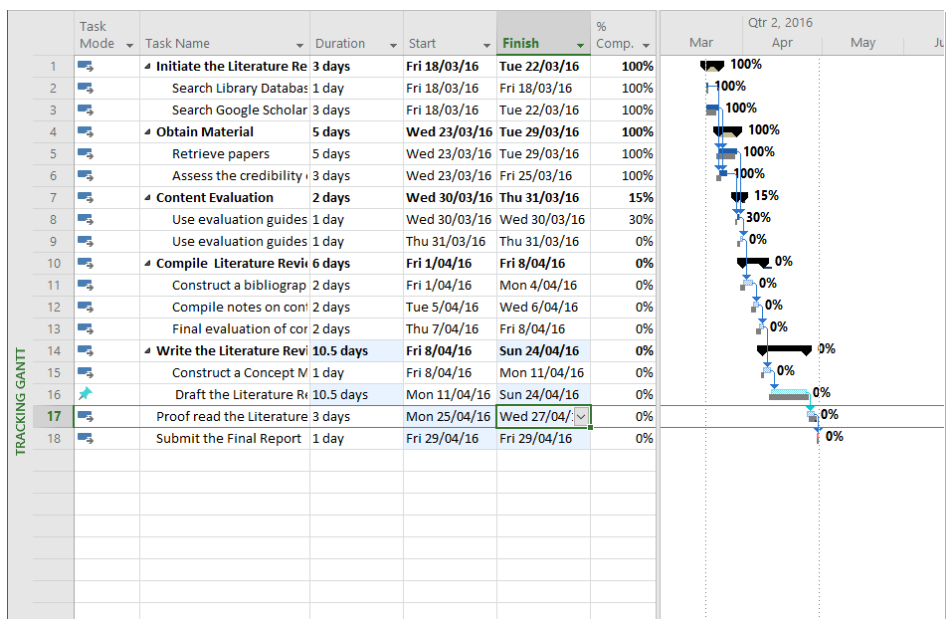 Qtr 2, 2016
Task Mode Task Name Duration Start Finish % Comp. Mar Apr May Ju
1 Initiate the Literature Re 3 days Fri 18/03/16 Tue 22/03/16 100% 100%
2 Search Library Databas 1 day Fri 18/03/16 Fri 18/03/16 100% 100%
3 Search Google Scholar 3 days Fri 18/03/16 Tue 22/03/16 100% 100%
4 Obtain Material 5 days Wed 23/03/16 Tue 29/03/16 100% 100%
5 Retrieve papers 5 days Wed 23/03/16 Tue 29/03/16 100% 100%
6 Assess the credibility 3 days Wed 23/03/16 Fri 25/03/16 100% 100%
7 Content Evaluation 2 days Wed 30/03/16 Thu 31/03/16 15% 15%
8 Use evaluation guides 1 day Wed 30/03/16 Wed 30/03/16 30% 30%
9 Use evaluation guides 1 day Thu 31/03/16 Thu 31/03/16 0% 0%
10 Compile Literature Revie 6 days Fri 1/04/16 Fri 8/04/16 0% 0%
11 Construct a bibliograp 2 days Fri 1/04/16 Mon 4/04/16 0% 0%
12 Compile notes on cont 2 days Tue 5/04/16 Wed 6/04/16 0% 0%
13 Final evaluation of cor 2 days Thu 7/04/16 Fri 8/04/16 0% 0%
14 Write the Literature Revi 10.5 days Fri 8/04/16 Sun 24/04/16 0% 0%
15 Construct a Concept M 1 day Fri 8/04/16 Mon 11/04/16 0% 0%
16 Draft the Literature Re 10.5 days Mon 11/04/16 Sun 24/04/16 0% 0%
17 Proof read the Literature 3 days Mon 25/04/16 Wed 27/04/ 0% 0%
18 Submit the Final Report 1 day Fri 29/04/16 Fri 29/04/16 0% 0%
TRACKING GANTT